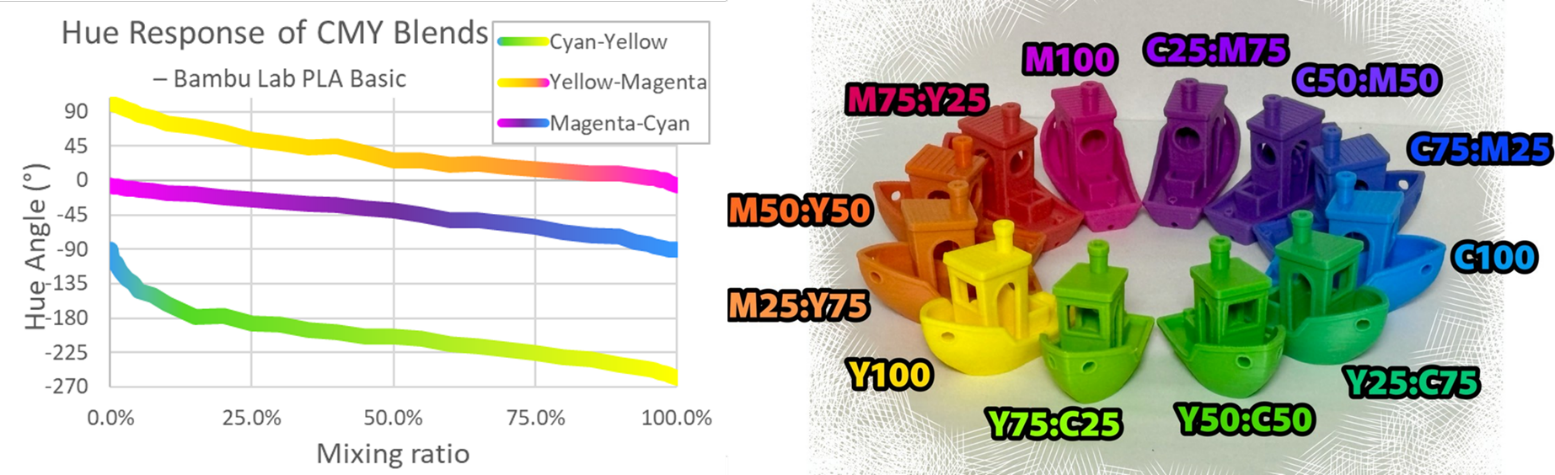 Hue Response of CMY Blends
– Bambu Lab PLA Basic
Cyan-Yellow
Yellow-Magenta
Magenta-Cyan
Hue Angle (°)
90
45
0
-45
-90
-135
-180
-225
-270
0.0%
25.0%
50.0%
75.0%
100.0%
Mixing ratio
M100
C25:M75
C50:M50
M75:Y25
C75:M25
M50:Y50
C100
M25:Y75
Y100
Y25:C75
Y75:C25
Y50:C50